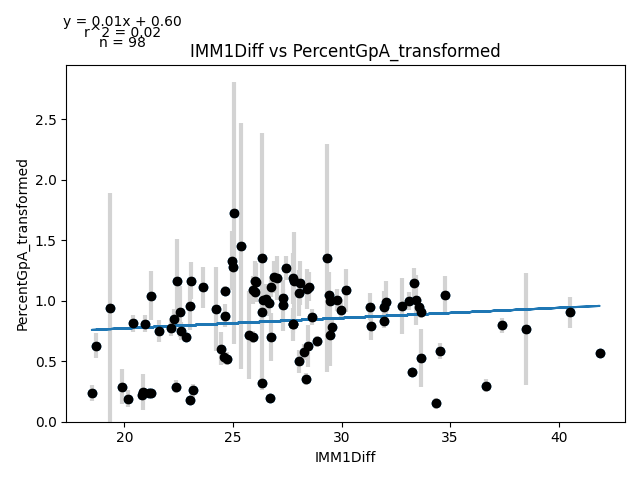 y = 0.01x + 0.60
r^2 = 0.02
n = 98
IMM1Diff vs PercentGpA_transformed
PercentGpA_transformed
2.5
2.0
1.5
1.0
0.5
0.0
20 25 30 35 40
IMM1Diff